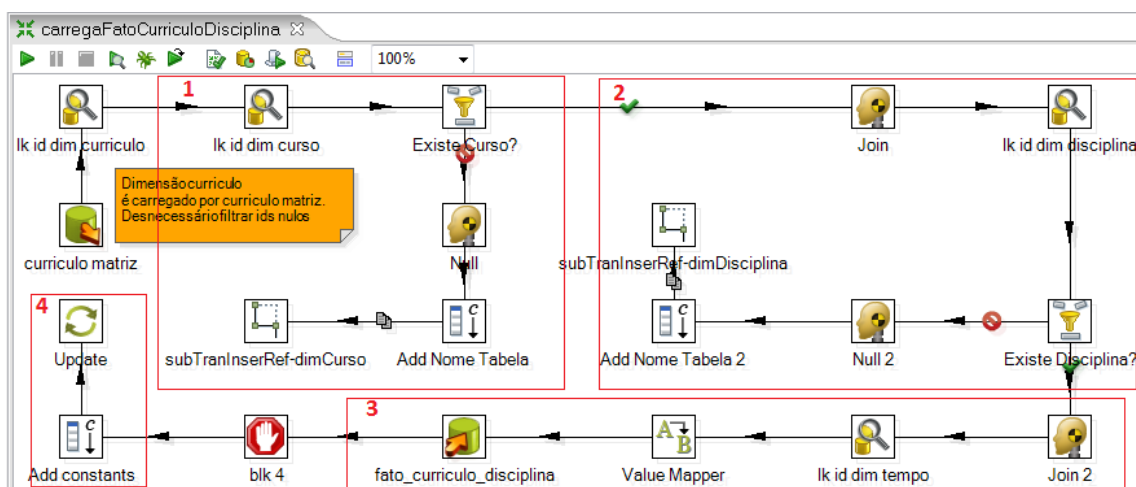 carregaFatoCurriculoDisciplina
100%
1
2
lk id dim curriculo
lk id dim curso
Existe Curso?
Join
lk id dim disciplina
Dimensão curriculo
é carregado por curriculo matriz.
Desnecessário filtrar ids nulos
curriculo matriz
Null
subTranInserRef-dimDisciplina
4
C
C
Update
subTranInserRef-dimCurso
Add Nome Tabela
Add Nome Tabela 2
Null 2
Existe Disciplina?
3
C
A
B
Add constants
blk 4
fato_curriculo_disciplina
Value Mapper
lk id dim tempo
Join 2